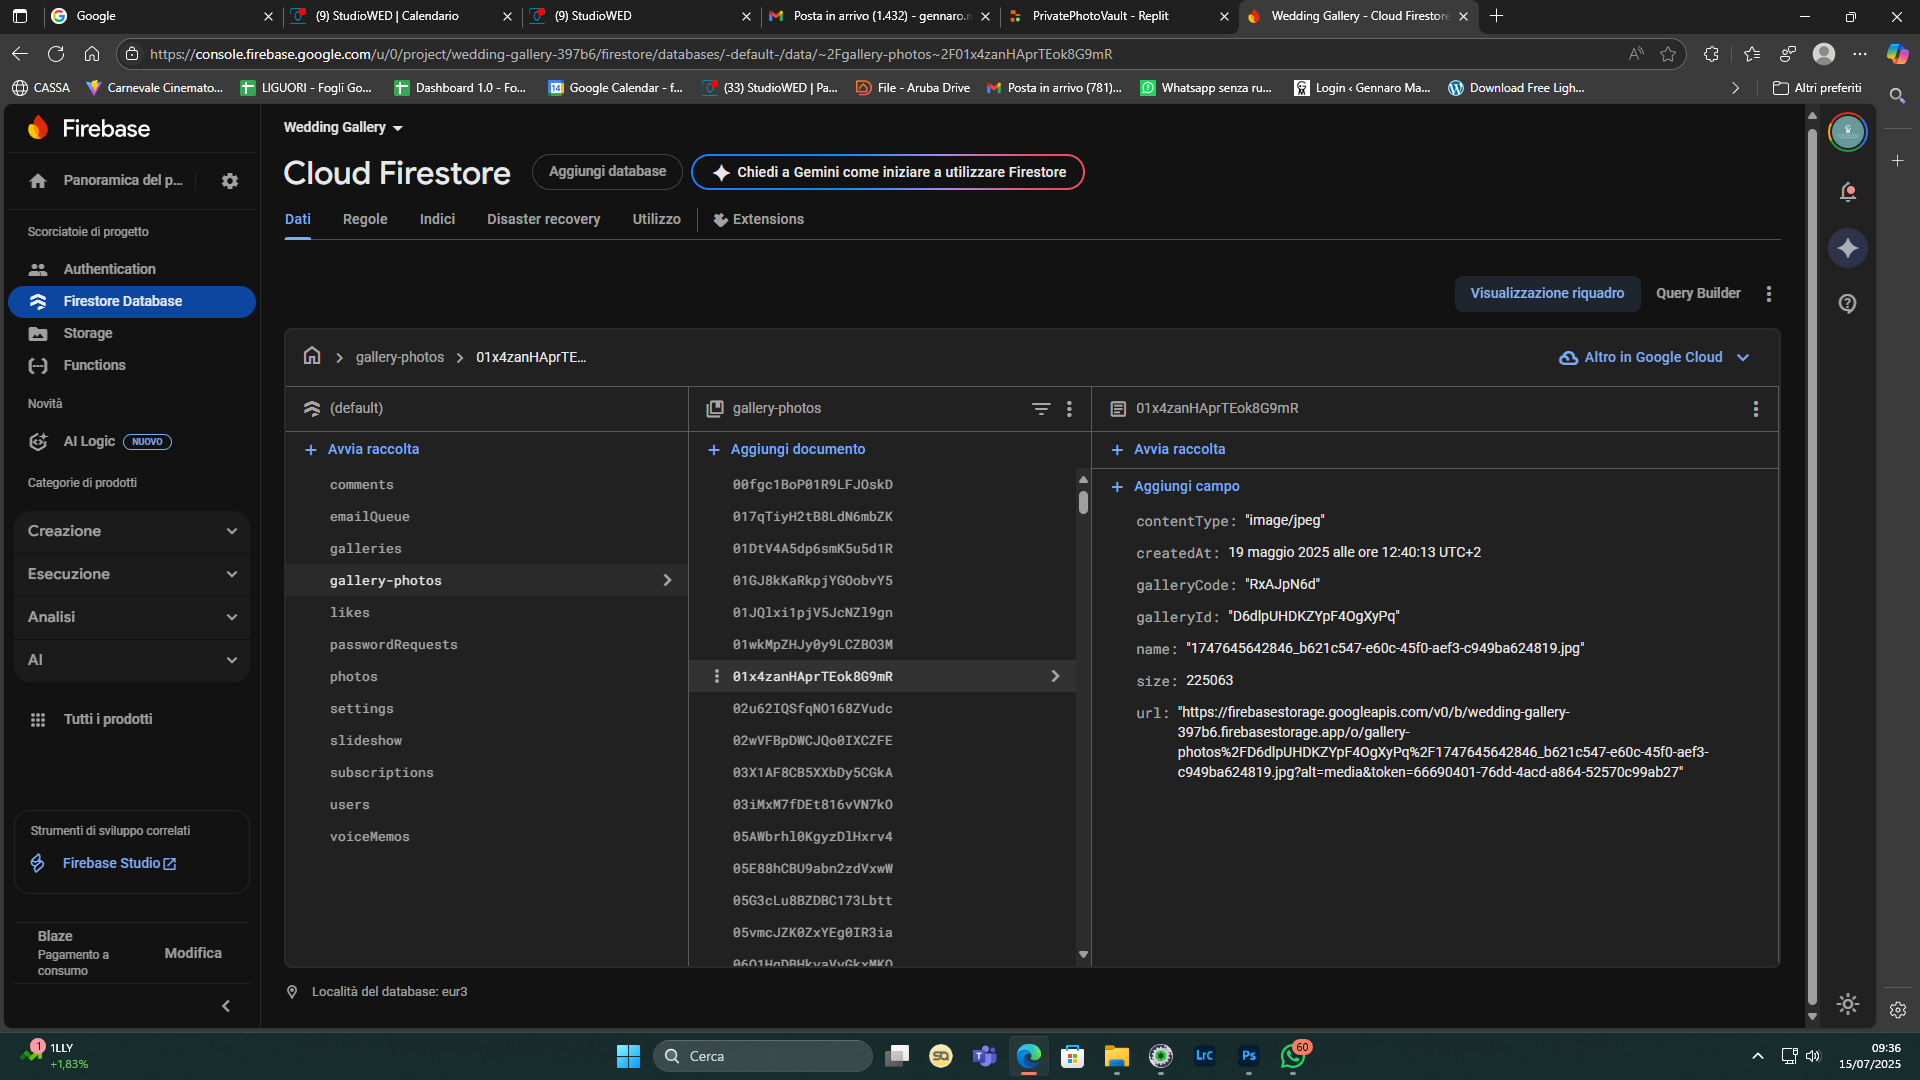 Google
(9) StudioWED | Calendario
(9) StudioWED
Posta in arrivo (1.432) - gennaro.m
PrivatePhotoVault - Replit
Wedding Gallery - Cloud Firestore
https://console.firebase.google.com/u/0/project/wedding-gallery-397b6/firestore/databases/-default-/data/~2Fgallery-photos~2F01x4zanHAprTEok8G9mR
CASSA
Carnevale Cinemato...
LIGUORI - Fogli Go...
Dashboard 1.0 - Fo...
Google Calendar - f...
(33) StudioWED | Pa...
File - Aruba Drive
Posta in arrivo (781)...
Whatsapp senza ru...
Login ‹ Gennaro Ma...
Download Free Ligh...
Altri preferiti
Firebase
Panoramica del p...
Scorciatoie di progetto
Authentication
Firestore Database
Storage
Functions
Novità
AI Logic NUOVO
Categorie di prodotti
Creazione
Esecuzione
Analisi
AI
Tutti i prodotti
Strumenti di sviluppo correlati
Firebase Studio
Blaze
Pagamento a
consumo
Modifica
Wedding Gallery
Cloud Firestore
Aggiungi database
Chiedi a Gemini come iniziare a utilizzare Firestore
Dati
Regole
Indici
Disaster recovery
Utilizzo
Extensions
Visualizzazione riquadro
Query Builder
gallery-photos
01x4zanHAprTE...
Altro in Google Cloud
(default)
Avvia raccolta
comments
emailQueue
galleries
gallery-photos
likes
passwordRequests
photos
settings
slideshow
subscriptions
users
voiceMemos
gallery-photos
Aggiungi documento
00fgc1BoP01R9LFJOskD
017qTiyH2tB8LdN6mbZK
01DtV4A5dp6smK5u5d1R
01GJ8kKaRkpjYGOobvY5
01JQlxi1pjV5JcNZl9gn
01wkMpZHJy0y9LCZBO3M
01x4zanHAprTEok8G9mR
02u62IQSfqNO168ZVudc
02wVFBpDWCJQo0IXCZFE
03X1AF8CB5XXbDy5CGkA
03iMxM7fDEt816vVN7kO
05AWbrhl0KgyzDlHxrv4
05E88hCBU9abn2zdVxwW
05G3cLu8BZDBC173Lbtt
05vmcJZK0ZxYEg0IR3ia
01x4zanHAprTEok8G9mR
Avvia raccolta
Aggiungi campo
contentType: "image/jpeg"
createdAt: 19 maggio 2025 alle ore 12:40:13 UTC+2
galleryCode: "RxAJpN6d"
galleryId: "D6dlpUHDKZYpF4OgXyPq"
name: "1747645642846_b621c547-e60c-45f0-aef3-c949ba624819.jpg"
size: 225063
url: "https://firebasestorage.googleapis.com/v0/b/wedding-gallery-
397b6.firebasestorage.app/o/gallery-
photos%2FD6dlpUHDKZYpF4OgXyPq%2F1747645642846_b621c547-e60c-45f0-aef3-
c949ba624819.jpg?alt=media&token=66690401-76dd-4acd-a864-52570c99ab27"
Località del database: eur3
1
1LLY
+1,83%
Cerca
SQ
LrC
Ps
60
09:36
15/07/2025